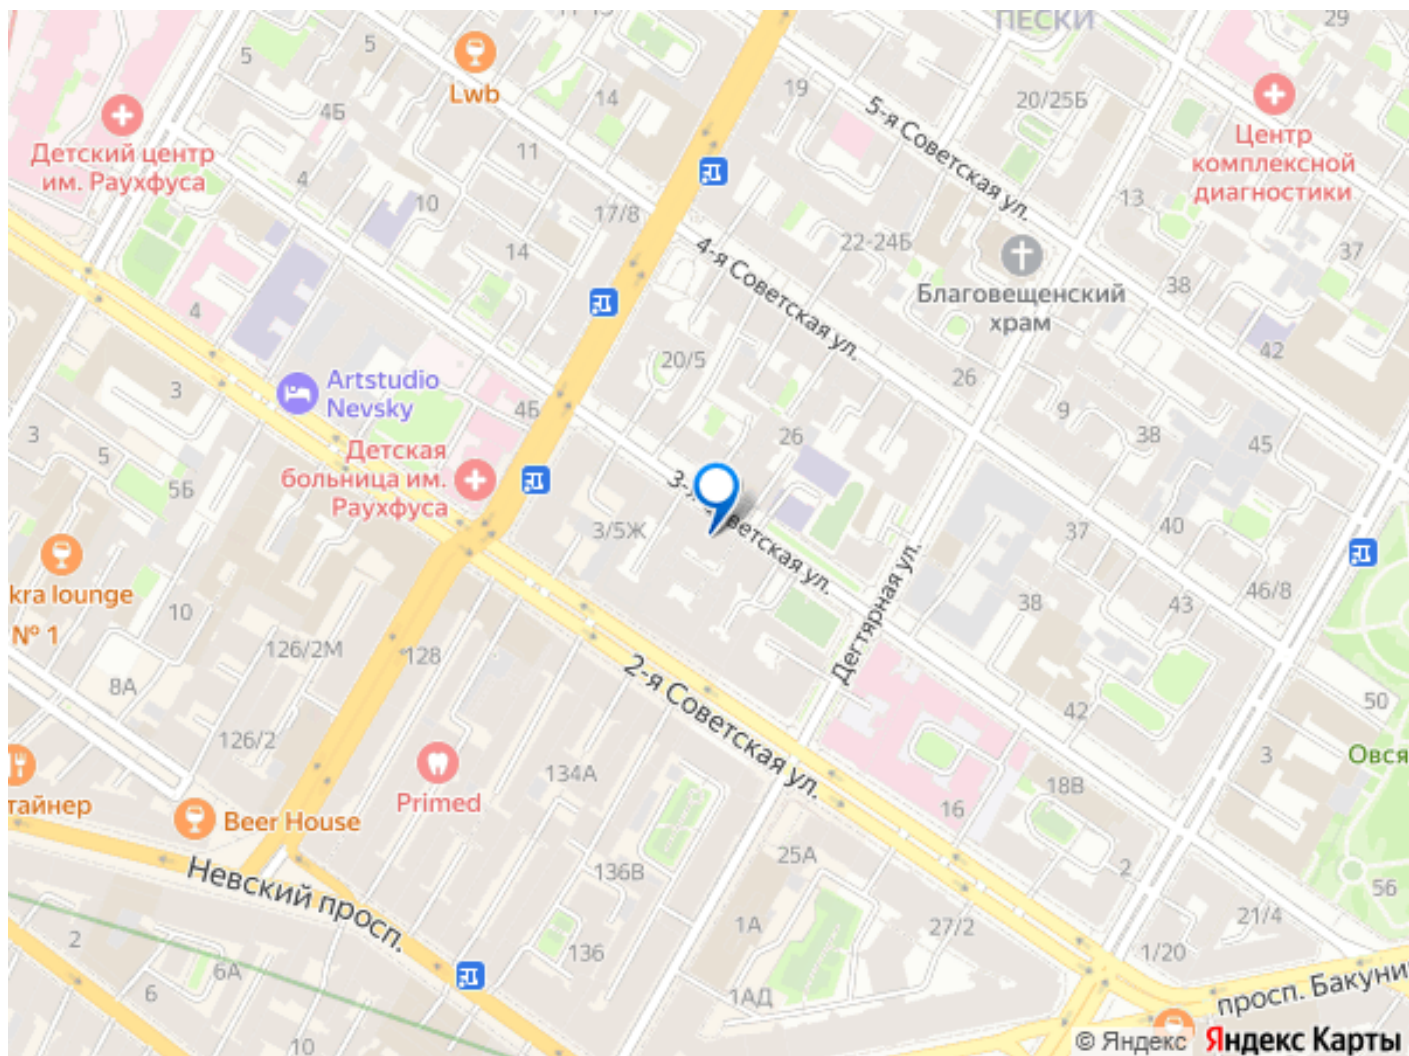 ПЕСКИ
29
11-13
5
5
Lwb
14
19
20/25Б
4Б
5-я Советская ул.
Детский центр
им. Раухфуса
11
Центр
комплексной
диагностики
4
10
17/8
13
14
22-24Б
37
4-я Советская ул.
38
Благовещенский
храм
4
42
20/5
26
Artstudio
Nevsky
3
4Б
9
3
26
38
45
5
Детская
больница им.
Раухфуса
5Б
3/5Ж
37
40
kra lounge
№ 1
10
Дегтярная ул.
38
43
46/8
126/2М
128
8А
2-я Советская ул.
50
42
126/2
3
Овся
134А
18В
Primed
16
тайнер
Beer House
25А
136В
2
56
Невский просп.
1А
27/2
21/4
2
136
1/20
6А
6
1АД
просп. Бакуни
10
© Яндекс Яндекс Карты